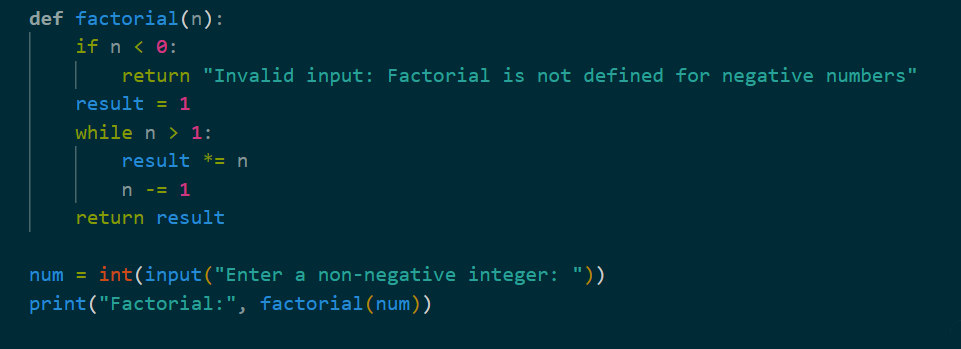 def factorial(n):
    if n < 0:
        return "Invalid input: Factorial is not defined for negative numbers"
    result = 1
    while n > 1:
        result *= n
        n -= 1
    return result

num = int(input("Enter a non-negative integer: "))
print("Factorial:", factorial(num))